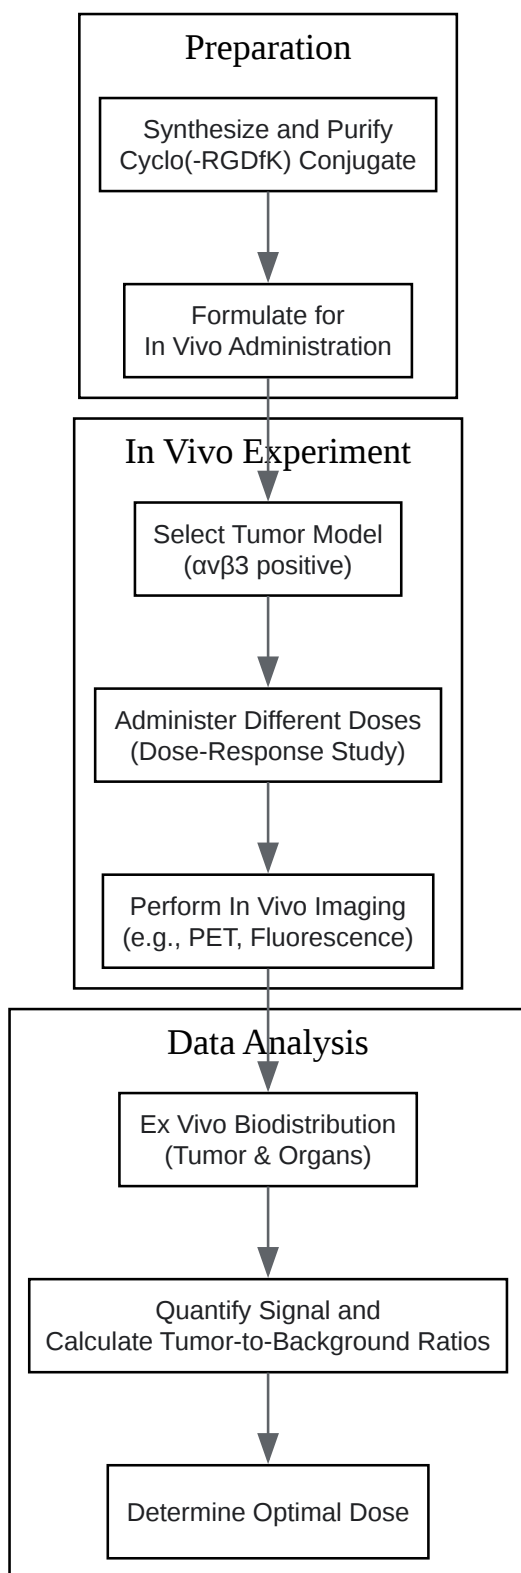 Preparation
Synthesize and Purify
Cyclo(-RGDfK) Conjugate
Formulate for
In Vivo Administration
In Vivo Experiment
Select Tumor Model
(αvβ3 positive)
Administer Different Doses
(Dose-Response Study)
Perform In Vivo Imaging
(e.g., PET, Fluorescence)
Data Analysis
Ex Vivo Biodistribution
(Tumor & Organs)
Quantify Signal and
Calculate Tumor-to-Background Ratios
Determine Optimal Dose